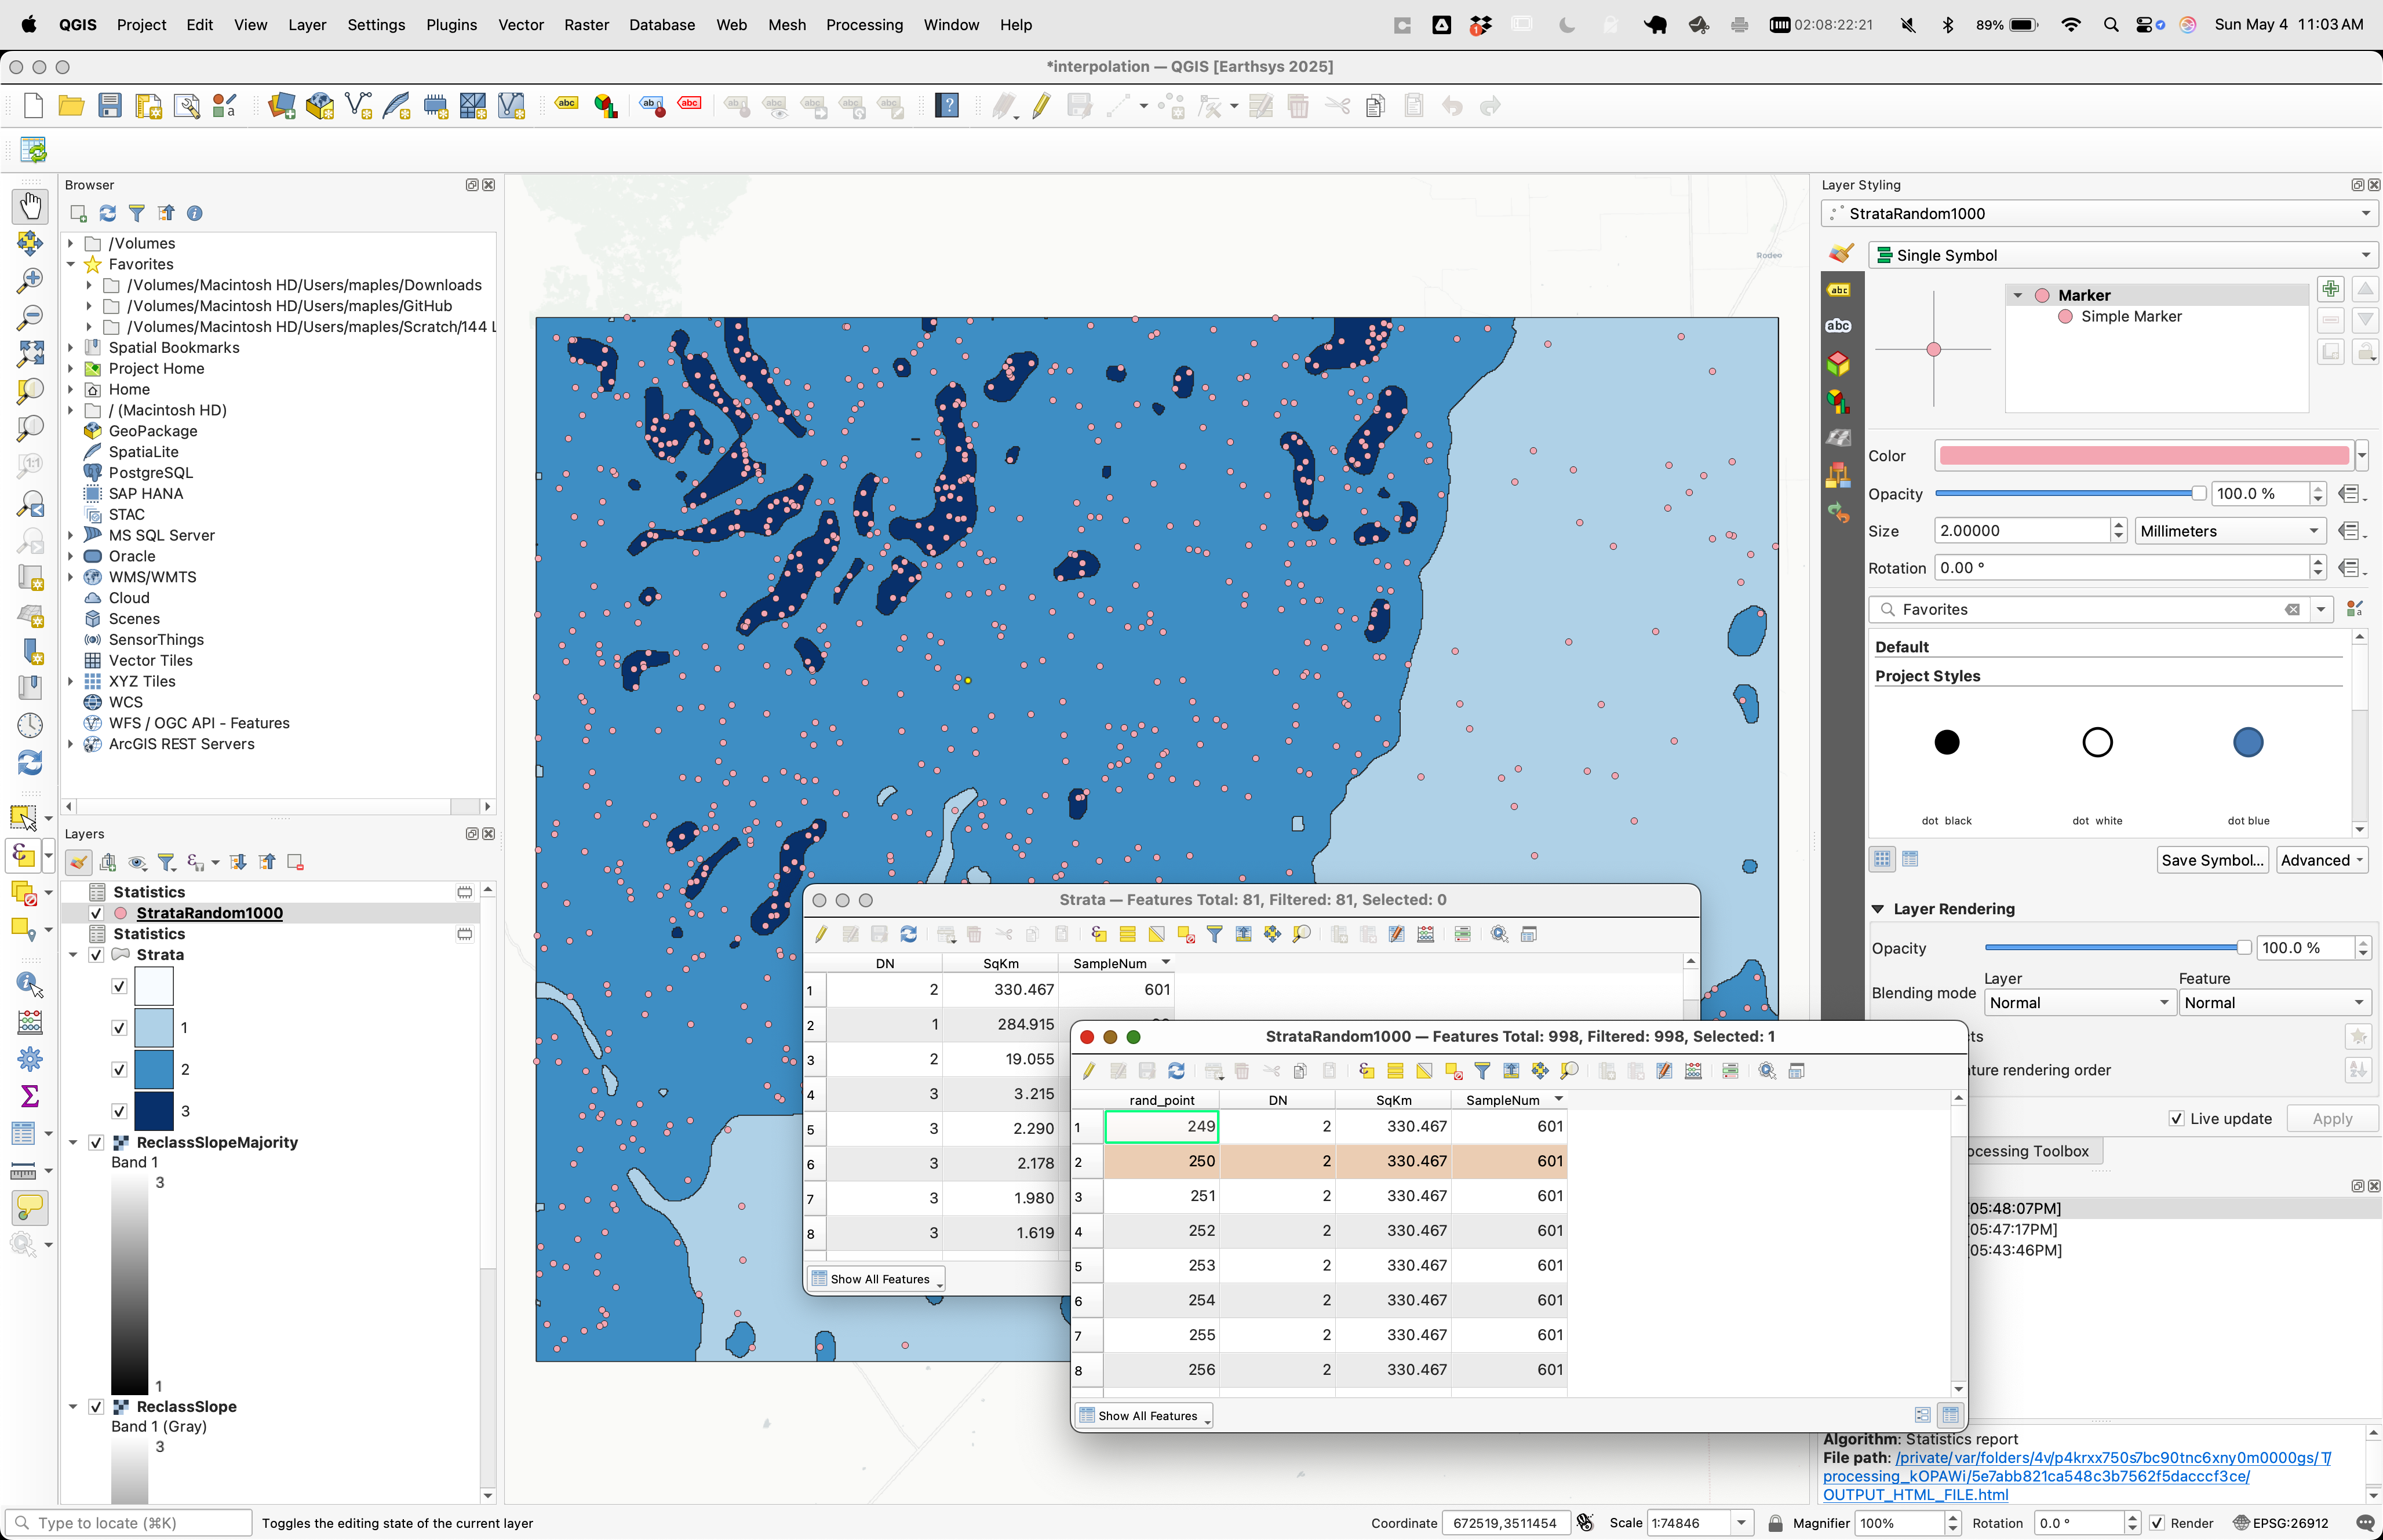 QGIS Project Edit View Layer Settings Plugins Vector Raster Database Web Mesh Processing Window Help 02:08:22:21 89% Sun May 4 11:03 AM
*interpolation — QGIS [Earthsys 2025]
Browser
/Volumes
Favorites
/Volumes/Macintosh HD/Users/maples/Downloads
/Volumes/Macintosh HD/Users/maples/GitHub
/Volumes/Macintosh HD/Users/maples/Scratch/144 L
Spatial Bookmarks
Project Home
Home
/ (Macintosh HD)
GeoPackage
SpatiaLite
PostgreSQL
SAP HANA
STAC
MS SQL Server
Oracle
WMS/WMTS
Cloud
Scenes
SensorThings
Vector Tiles
XYZ Tiles
WCS
WFS / OGC API - Features
ArcGIS REST Servers
Layers
Statistics
StrataRandom1000
Statistics
Strata
1
2
3
ReclassSlopeMajority
Band 1
3
1
ReclassSlope
Band 1 (Gray)
3
Rodeo
Strata — Features Total: 81, Filtered: 81, Selected: 0
DN SqKm SampleNum
1 2 330.467 601
2 1 284.915
3 2 19.055
4 3 3.215
5 3 2.290
6 3 2.178
7 3 1.980
8 3 1.619
Show All Features
StrataRandom1000 — Features Total: 998, Filtered: 998, Selected: 1
rand_point DN SqKm SampleNum
1 249 2 330.467 601
2 250 2 330.467 601
3 251 2 330.467 601
4 252 2 330.467 601
5 253 2 330.467 601
6 254 2 330.467 601
7 255 2 330.467 601
8 256 2 330.467 601
Show All Features
Layer Styling
StrataRandom1000
Single Symbol
Marker
Simple Marker
Color
Opacity 100.0 %
Size 2.00000 Millimeters
Rotation 0.00 °
Favorites
Default
Project Styles
dot black dot white dot blue
Save Symbol... Advanced
Layer Rendering
Opacity 100.0 %
Layer Feature
Blending mode Normal Normal
cts
ture rendering order
Live update Apply
ocessing Toolbox
[05:48:07PM]
[05:47:17PM]
[05:43:46PM]
Algorithm: Statistics report
File path: /private/var/folders/4v/p4krxx750s7bc90tnc6xny0m0000gs/T/
processing_kOPAWi/5e7abb821ca548c3b7562f5dacccf3ce/
OUTPUT_HTML_FILE.html
Type to locate (⌘K) Toggles the editing state of the current layer Coordinate 672519,3511454 Scale 1:74846 Magnifier 100% Rotation 0.0 ° Render EPSG:26912